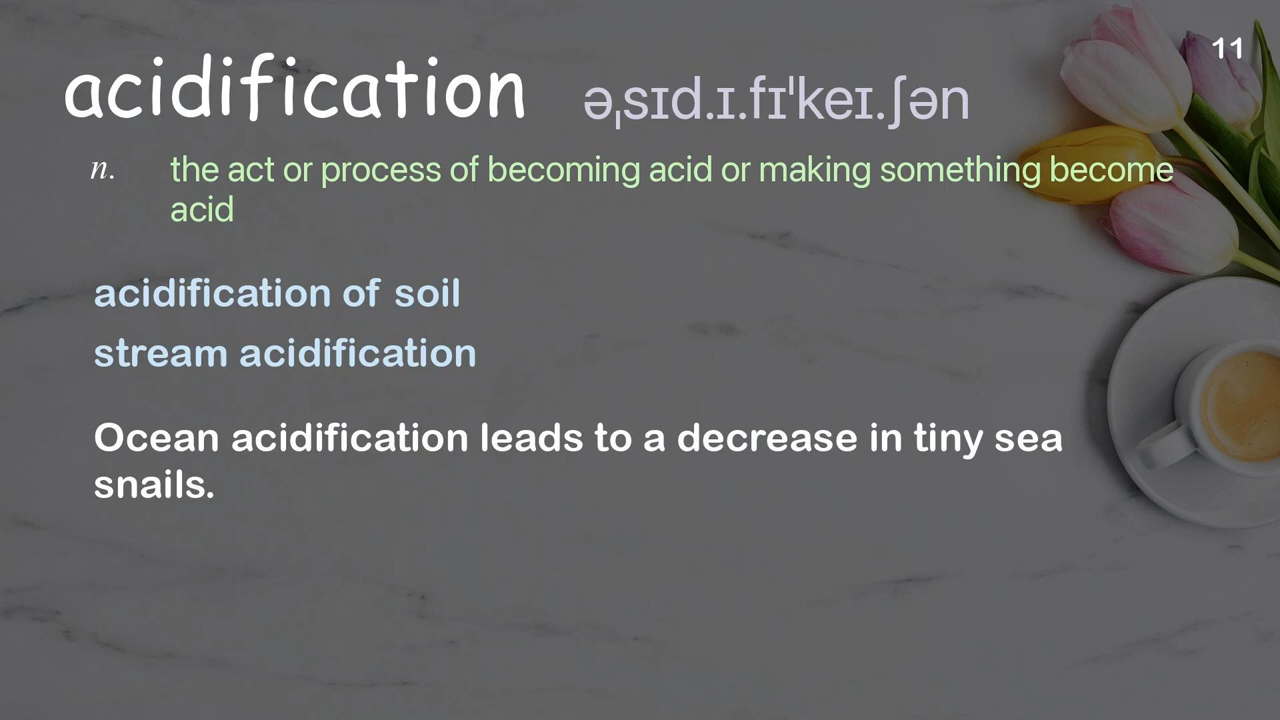 11
acidification əˌsɪd.ɪ.fɪˈkeɪ.ʃən
n. the act or process of becoming acid or making something become
acid
acidification of soil
stream acidification
Ocean acidification leads to a decrease in tiny sea
snails.